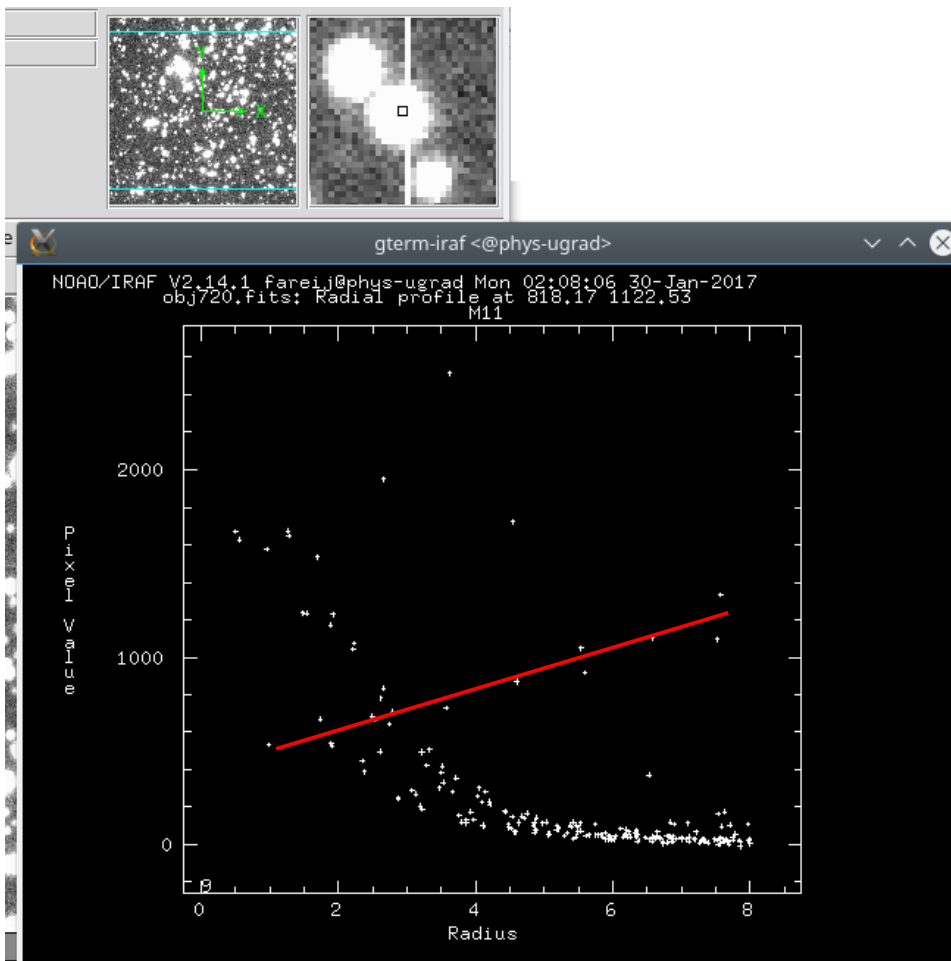 Y
X
e
gterm-iraf <@phys-ugrad>
NOAO/IRAF V2.14.1 fareij@phys-ugrad Mon 02:08:06 30-Jan-2017
obj720.fits: Radial profile at 818.17 1122.53
M11
Pixel Value
2000
1000
0
0 2 4 6 8
Radius